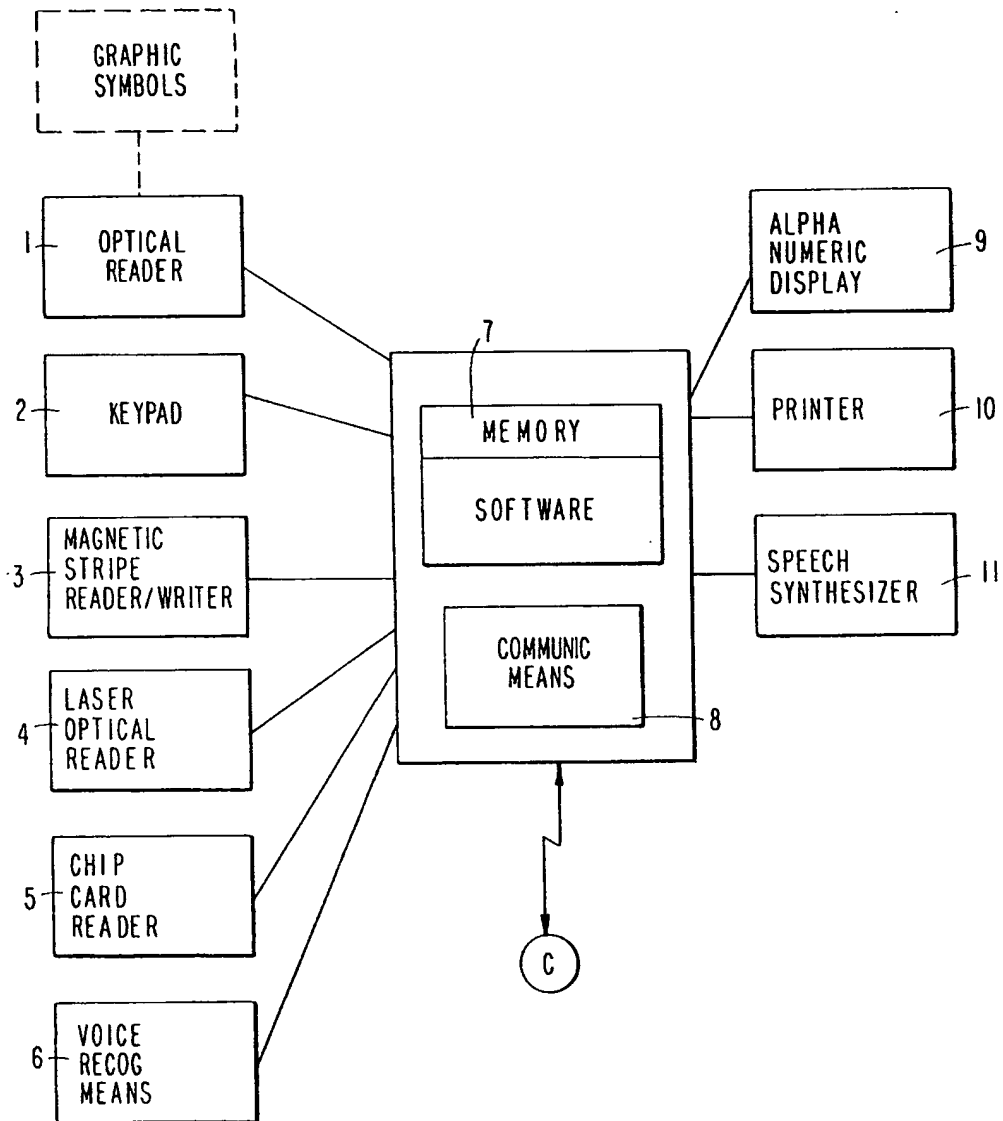 GRAPHIC
SYMBOLS
1
OPTICAL
READER
2
KEYPAD
3
MAGNETIC
STRIPE
READER/WRITER
4
LASER
OPTICAL
READER
5
CHIP
CARD
READER
6
VOICE
RECOG
MEANS
7
MEMORY
SOFTWARE
COMMUNIC
MEANS
8
C
ALPHA
NUMERIC
DISPLAY
9
PRINTER
10
SPEECH
SYNTHESIZER
11